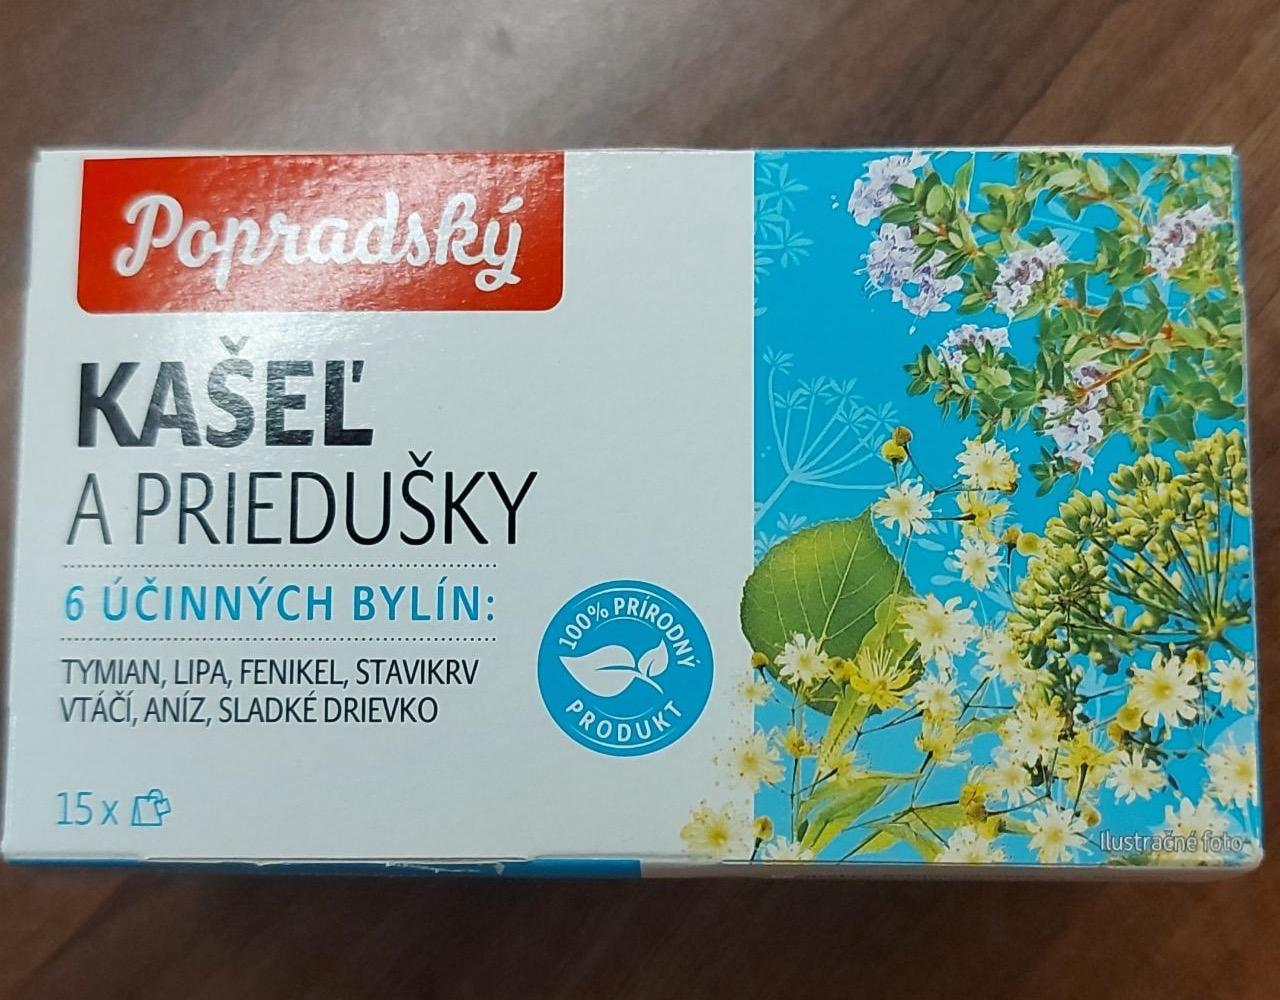 Popradský
KAŠEĽ
A PRIEDUŠKY
6 ÚČINNÝCH BYLÍN:
TYMIAN, LIPA, FENIKEL, STAVIKRV
VTÁČÍ, ANÍZ, SLADKÉ DRIEVKO
100% PRÍRODNÝ
PRODUKT
15 x
Ilustračné foto